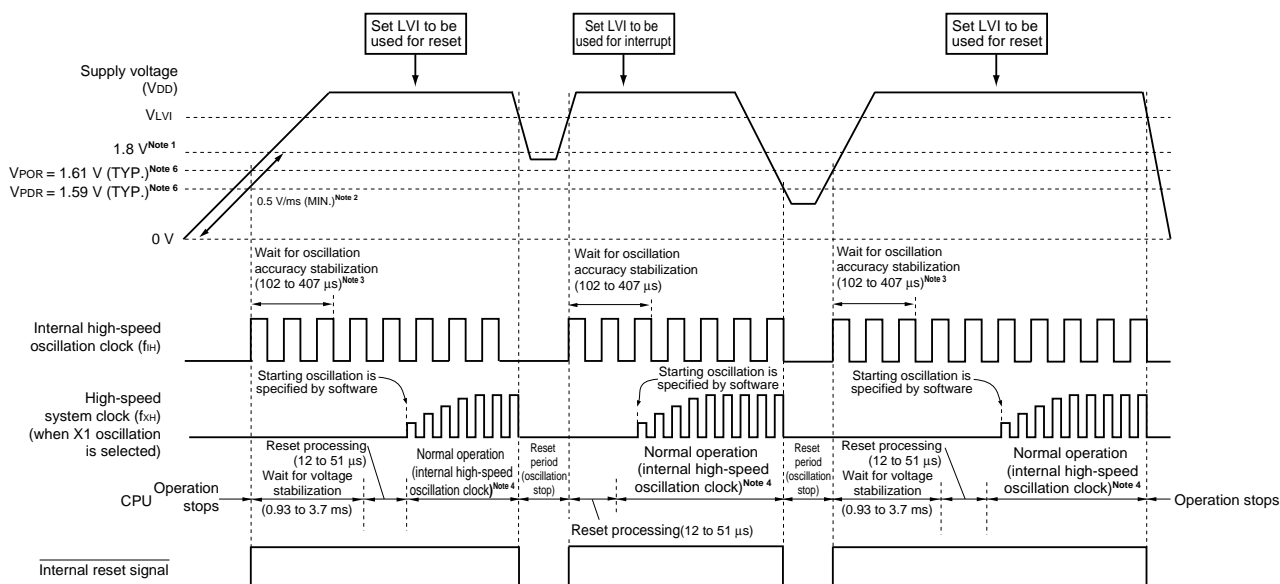 Set LVI to be
used for reset
Set LVI to be
used for interrupt
Set LVI to be
used for reset
Supply voltage
(VDD)
VLVI
1.8 V Note 1
VPOR = 1.61 V (TYP.) Note 6
VPDR = 1.59 V (TYP.) Note 6
0.5 V/ms (MIN.) Note 2
0 V
Wait for oscillation
accuracy stabilization
(102 to 407 μs) Note 3
Wait for oscillation
accuracy stabilization
(102 to 407 μs)
Wait for oscillation
accuracy stabilization
(102 to 407 μs) Note 3
Internal high-speed
oscillation clock (fIH)
Starting oscillation is
specified by software
Starting oscillation is
specified by software
Starting oscillation is
specified by software
High-speed
system clock (fXH)
(when X1 oscillation
is selected)
Reset processing
(12 to 51 μs)
Wait for voltage
stabilization
(0.93 to 3.7 ms)
Normal operation
(internal high-speed
oscillation clock) Note 4
Reset
period
(oscillation
stop)
Normal operation
(internal high-speed
oscillation clock) Note 4
Reset
period
(oscillation
stop)
Reset processing
(12 to 51 μs)
Wait for voltage
stabilization
(0.93 to 3.7 ms)
Normal operation
(internal high-speed
oscillation clock) Note 4
CPU
Operation
stops
Operation stops
Reset processing(12 to 51 μs)
Internal reset signal